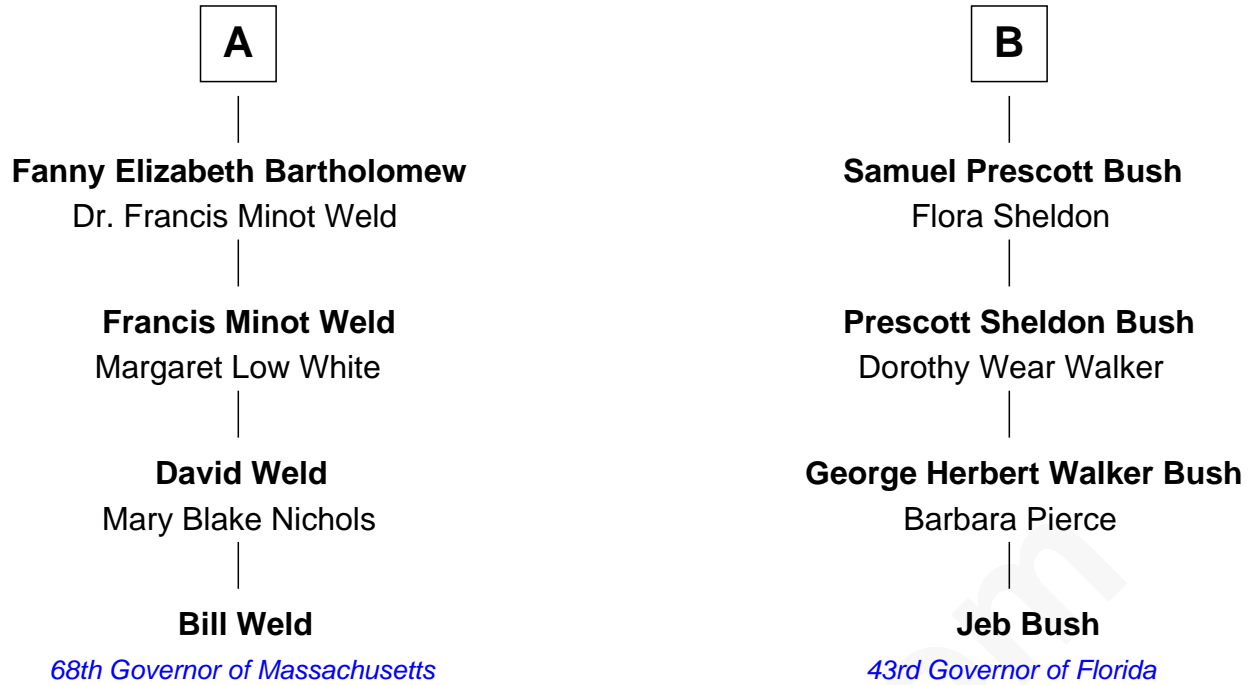 A
Fanny Elizabeth Bartholomew
Dr. Francis Minot Weld
Francis Minot Weld
Margaret Low White
David Weld
Mary Blake Nichols
Bill Weld
68th Governor of Massachusetts
B
Samuel Prescott Bush
Flora Sheldon
Prescott Sheldon Bush
Dorothy Wear Walker
George Herbert Walker Bush
Barbara Pierce
Jeb Bush
43rd Governor of Florida